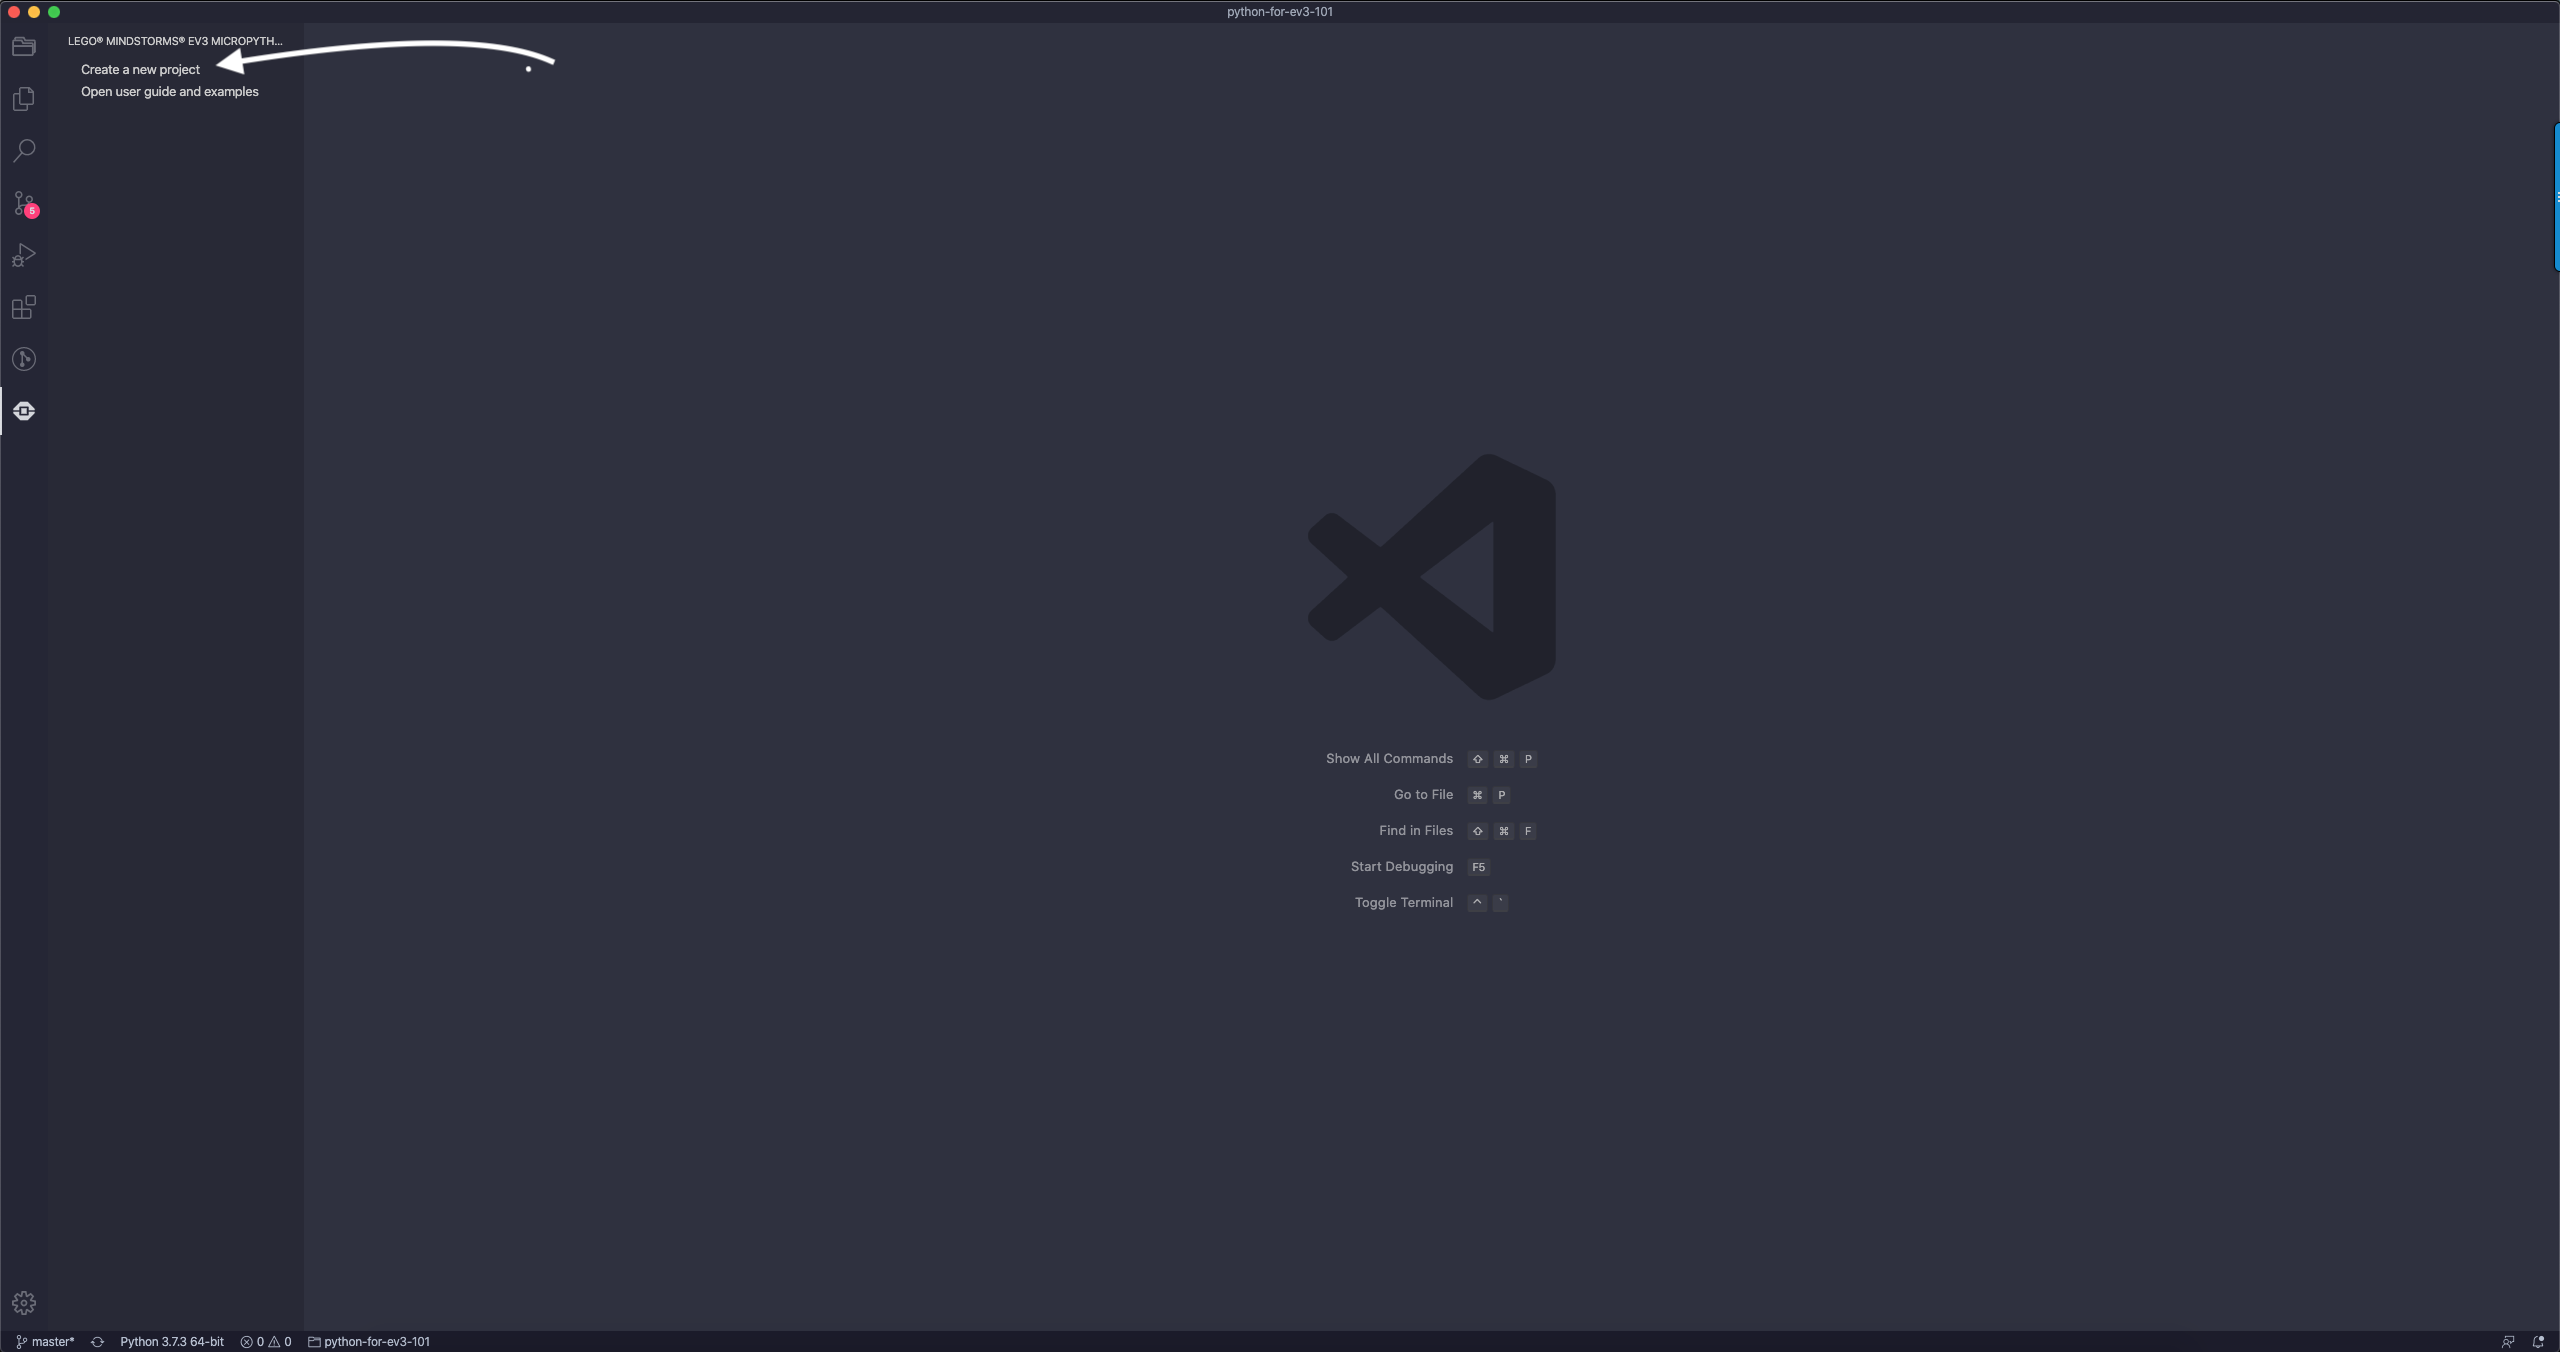 python-for-ev3-101
LEGO® MINDSTORMS® EV3 MICROPYTH...
Create a new project
Open user guide and examples
5
Show All Commands ⇧ ⌘ P
Go to File ⌘ P
Find in Files ⇧ ⌘ F
Start Debugging F5
Toggle Terminal ^ `
master* Python 3.7.3 64-bit 0 0 python-for-ev3-101